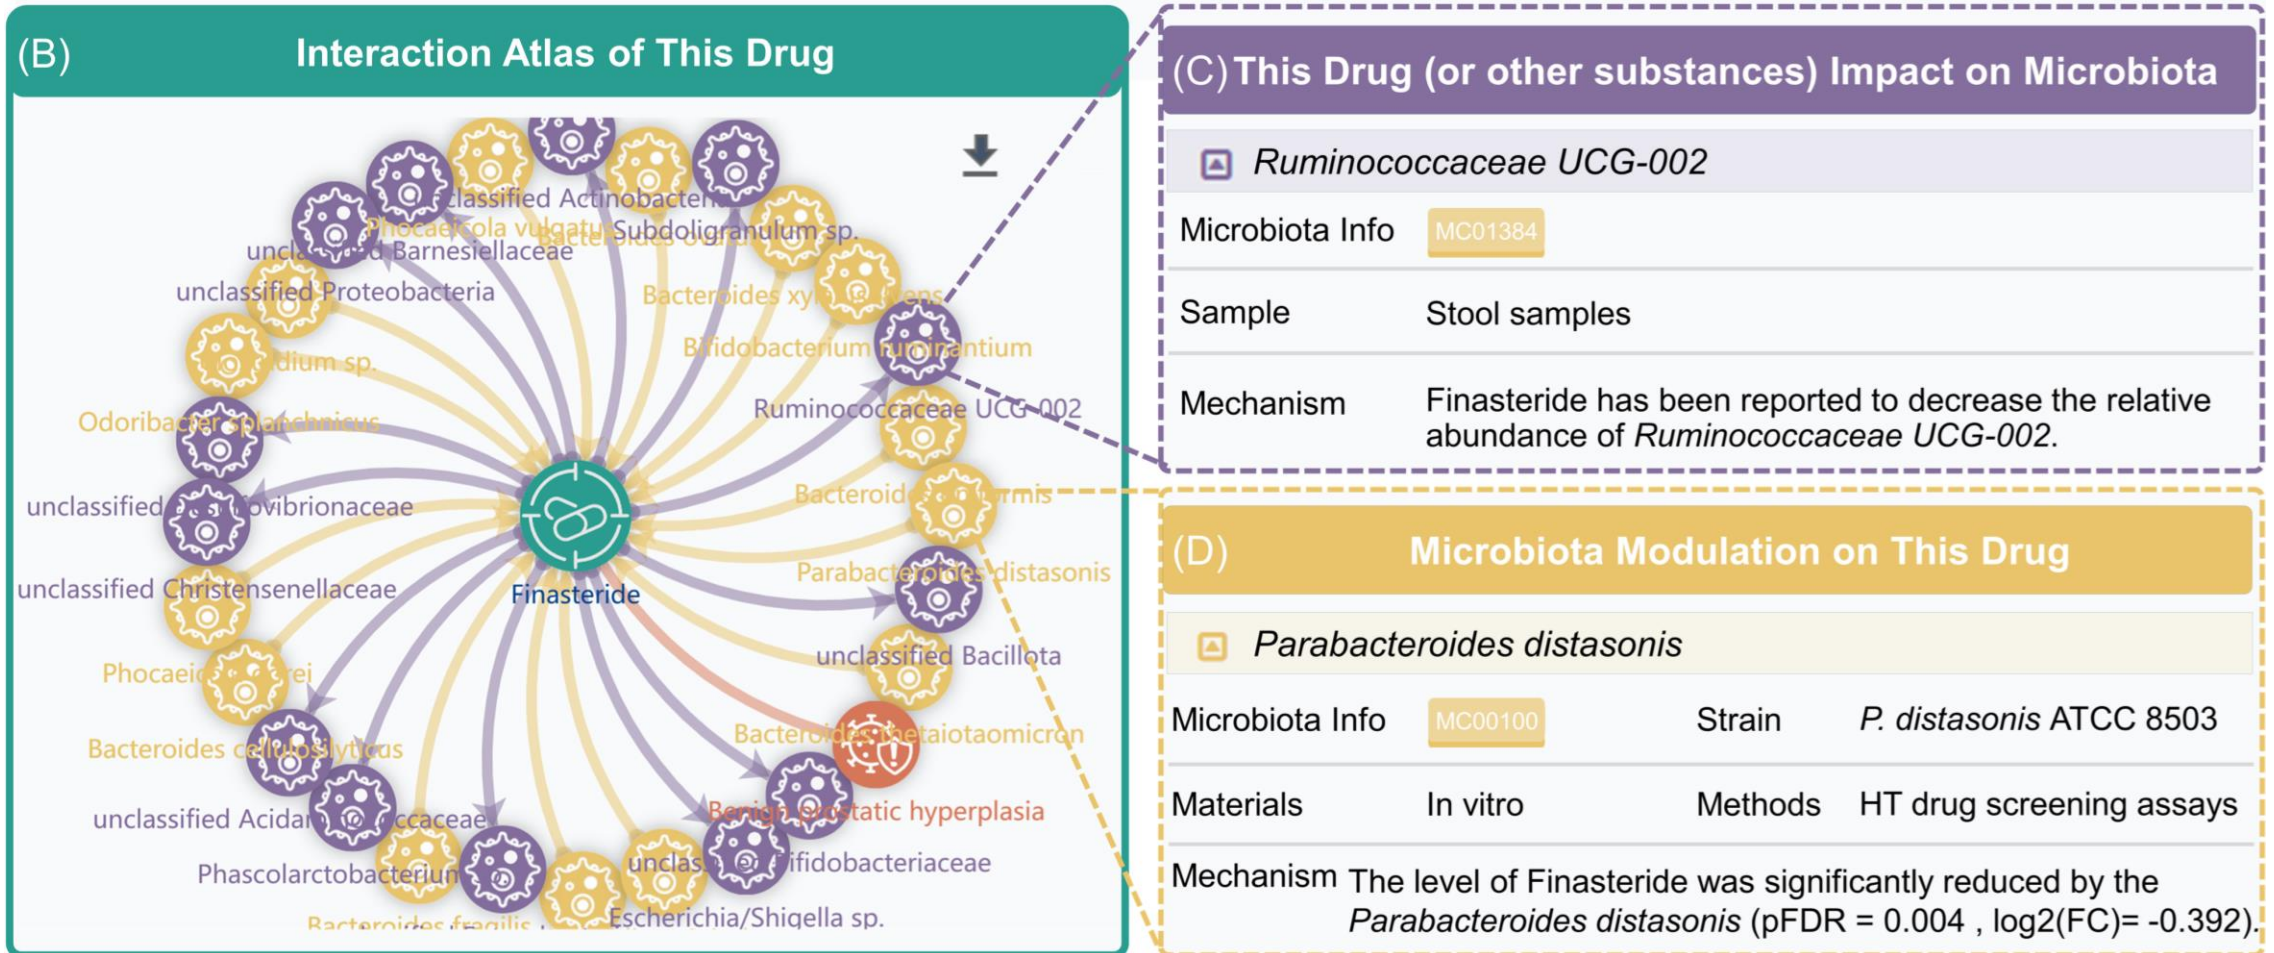 (B) Interaction Atlas of This Drug
unclassified Actinobacteria
Phocaeicola vulgatus
Subdoligranulum sp.
unclassified Barnesiellaceae
unclassified Proteobacteria
Bacteroides
Bifidobacterium ruminantium
sp.
Ruminococcaceae UCG-002
Odoribacter splanchnicus
Bacteroides
unclassified
unclassified Christensenellaceae
Finasteride
Parabacteroides distasonis
unclassified Bacillota
Bacteroides thetaiotaomicron
Bacteroides cellulosilyticus
Benign prostatic hyperplasia
unclassified
Phascolarctobacterium
unclassified Bifidobacteriaceae
Escherichia/Shigella sp.
Bacteroides fragilis
(C) This Drug (or other substances) Impact on Microbiota
Ruminococcaceae UCG-002
Microbiota Info MC01384
Sample Stool samples
Mechanism Finasteride has been reported to decrease the relative
abundance of Ruminococcaceae UCG-002.
(D) Microbiota Modulation on This Drug
Parabacteroides distasonis
Microbiota Info MC00100 Strain P. distasonis ATCC 8503
Materials In vitro Methods HT drug screening assays
Mechanism The level of Finasteride was significantly reduced by the
Parabacteroides distasonis (pFDR = 0.004 , log2(FC)= -0.392).